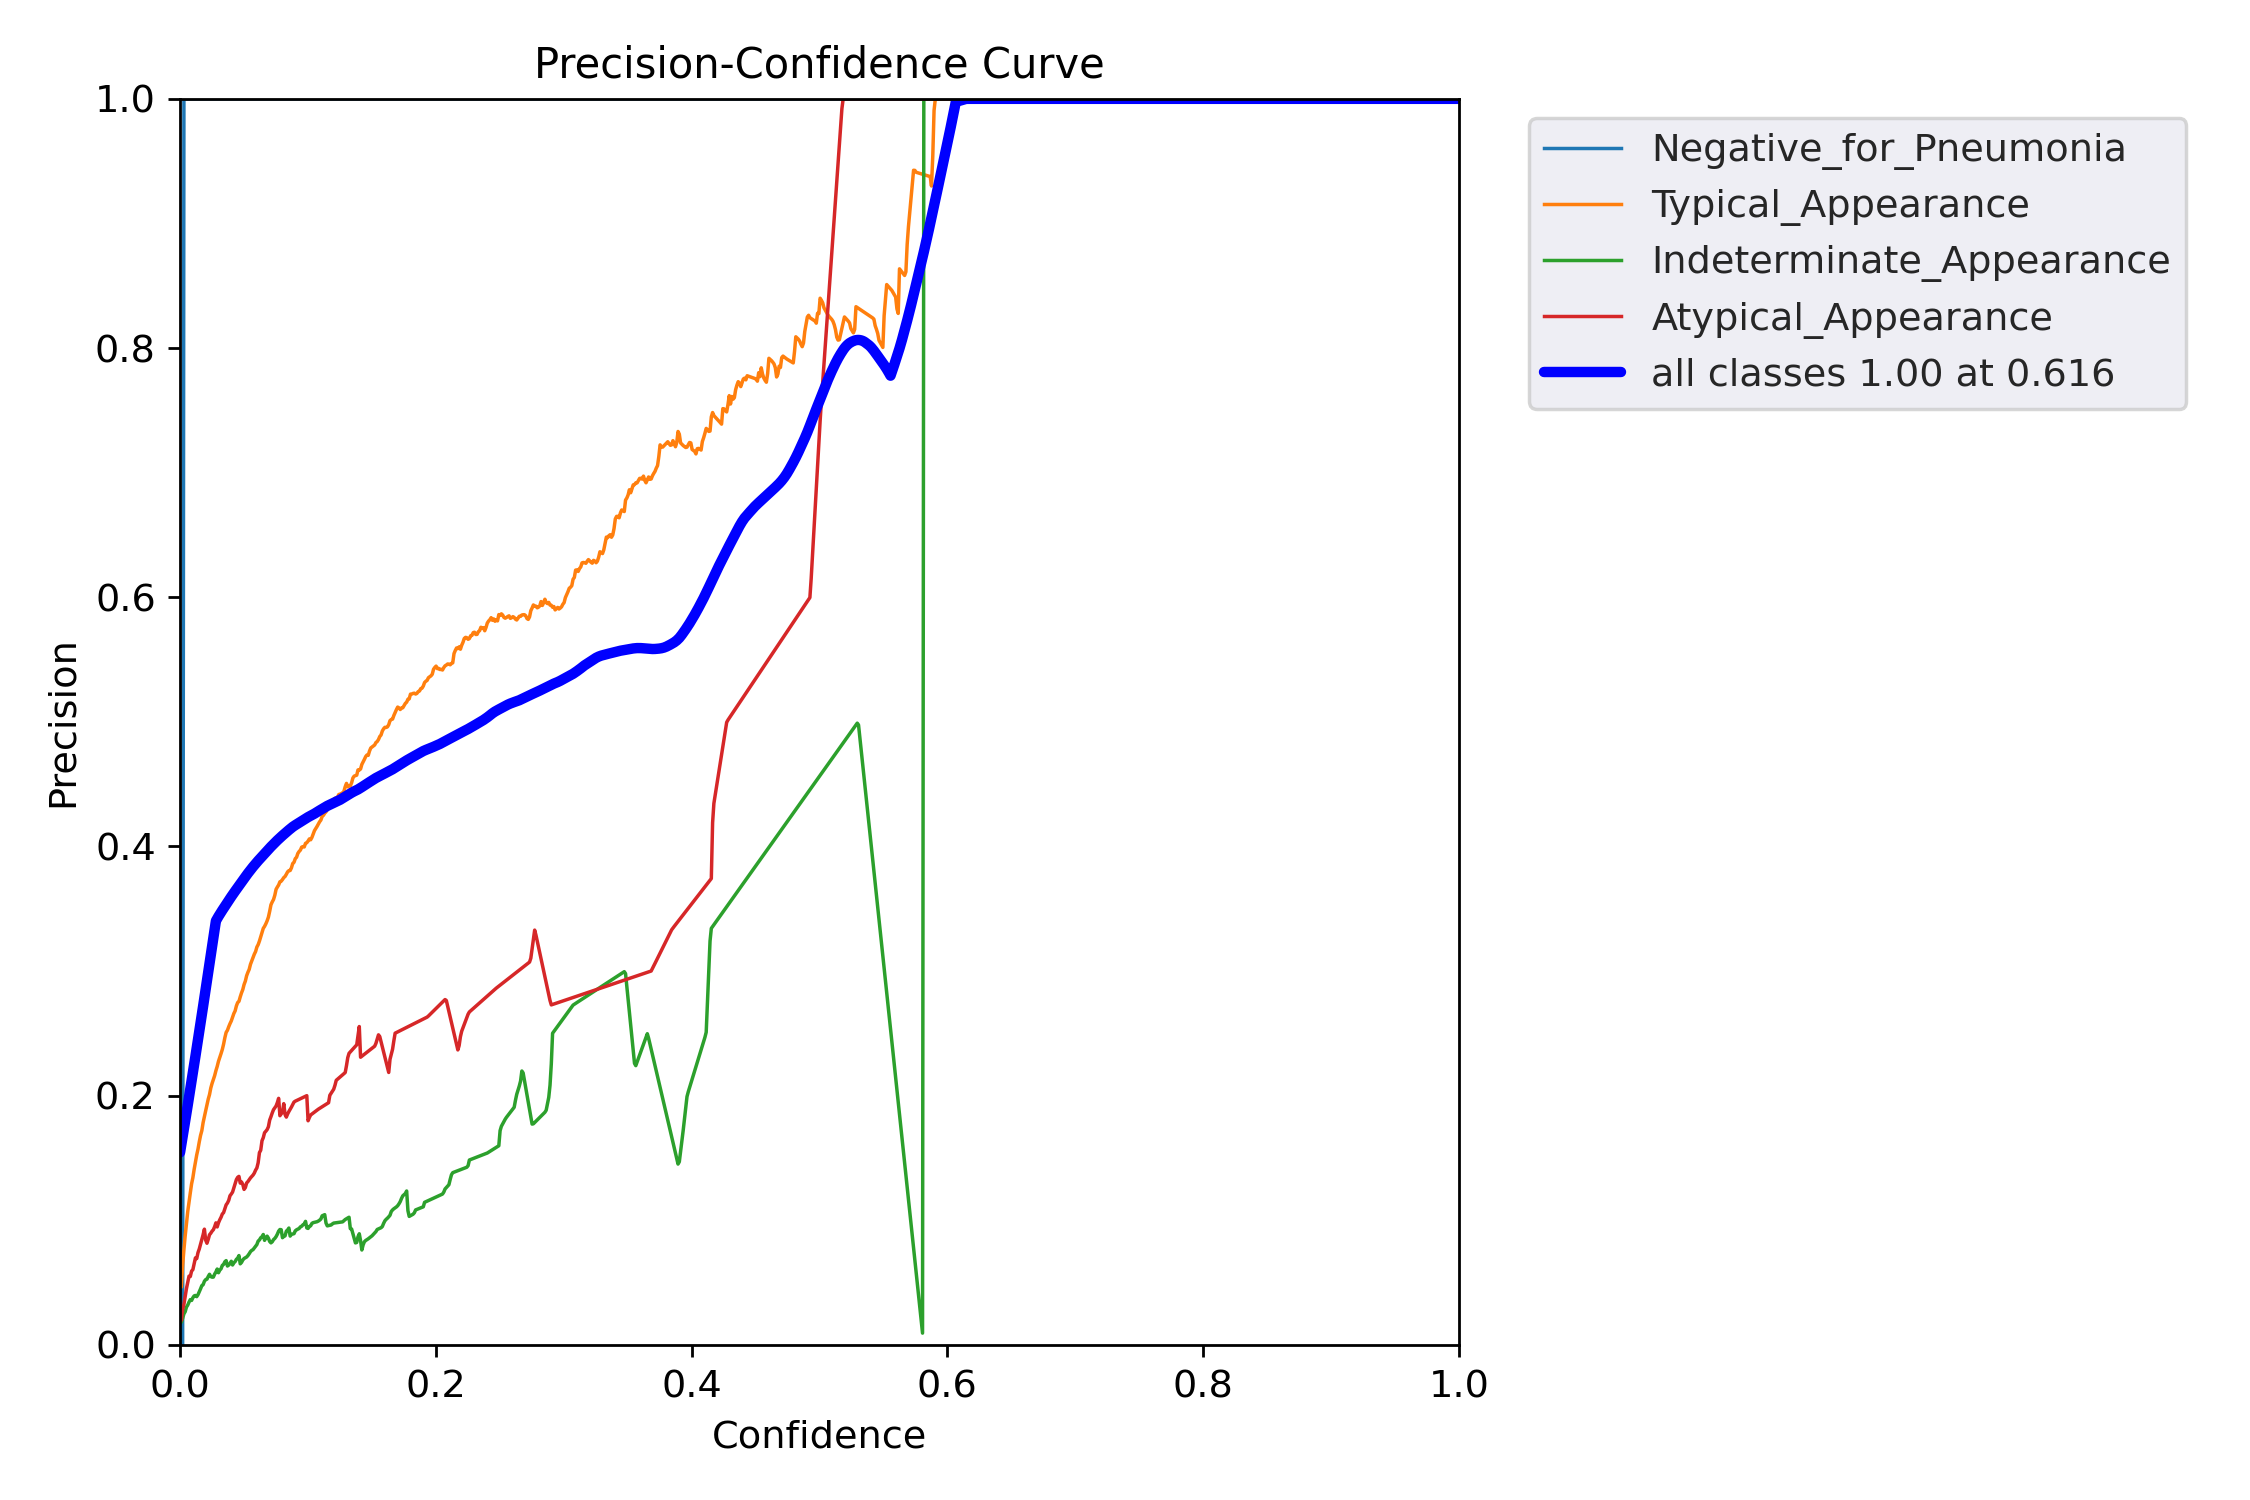 Precision-Confidence Curve
1.0
0.8
0.6
0.4
0.2
0.0
Precision
0.0 0.2 0.4 0.6 0.8 1.0
Confidence
Negative_for_Pneumonia
Typical_Appearance
Indeterminate_Appearance
Atypical_Appearance
all classes 1.00 at 0.616